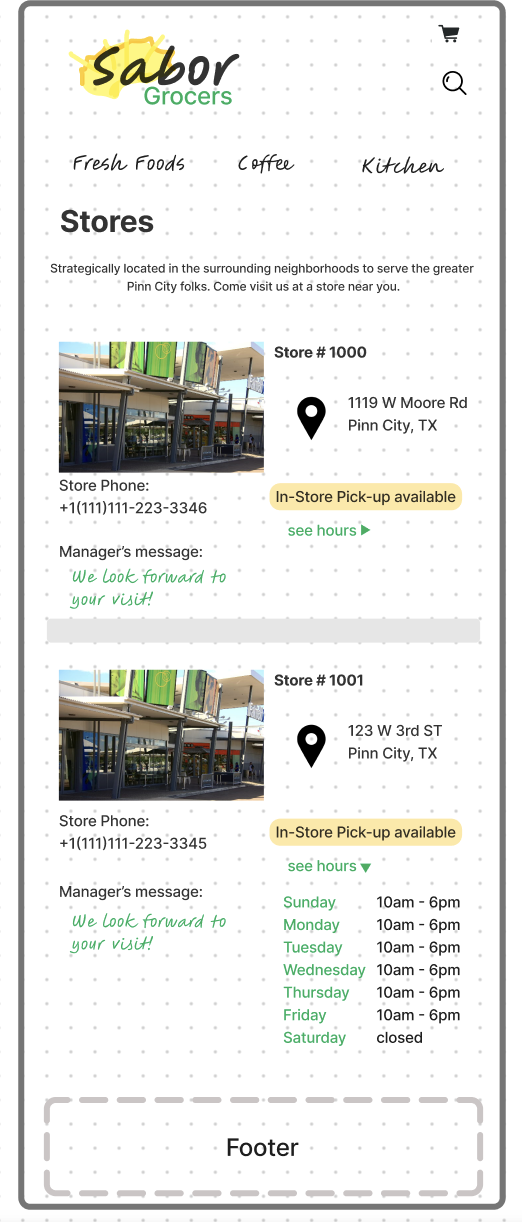 Sabor
Grocers
Fresh Foods Coffee Kitchen
Stores
Strategically located in the surrounding neighborhoods to serve the greater
Pinn City folks. Come visit us at a store near you.
Store # 1000
1119 W Moore Rd
Pinn City, TX
Store Phone:
+1(111)111-223-3346
In-Store Pick-up available
see hours
Manager's message:
We look forward to
your visit!
Store # 1001
123 W 3rd ST
Pinn City, TX
Store Phone:
+1(111)111-223-3345
In-Store Pick-up available
see hours
Manager's message:
We look forward to
your visit!
Sunday 10am - 6pm
Monday 10am - 6pm
Tuesday 10am - 6pm
Wednesday 10am - 6pm
Thursday 10am - 6pm
Friday 10am - 6pm
Saturday closed
Footer